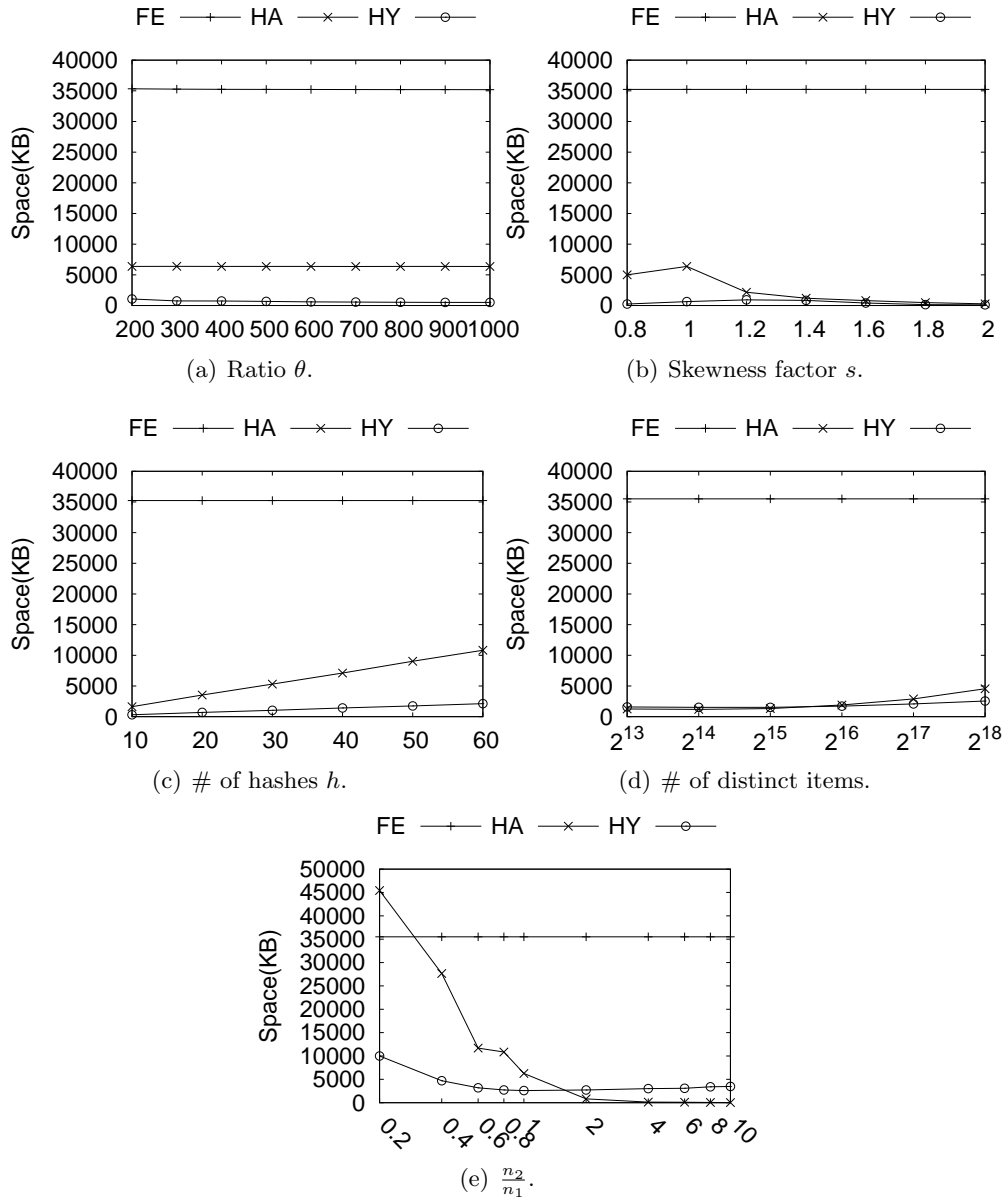 FE HA HY
FE HA HY
40000
35000
30000
25000
20000
15000
10000
5000
0
Space(KB)
200 300 400 500 600 700 800 900 1000
(a) Ratio θ.
40000
35000
30000
25000
20000
15000
10000
5000
0
Space(KB)
0.8 1 1.2 1.4 1.6 1.8 2
(b) Skewness factor s.
FE HA HY
FE HA HY
40000
35000
30000
25000
20000
15000
10000
5000
0
Space(KB)
10 20 30 40 50 60
(c) # of hashes h.
40000
35000
30000
25000
20000
15000
10000
5000
0
Space(KB)
2^13 2^14 2^15 2^16 2^17 2^18
(d) # of distinct items.
FE HA HY
50000
45000
40000
35000
30000
25000
20000
15000
10000
5000
0
Space(KB)
0.2 0.4 0.6 0.8 1 2 4 6 8 10
(e) n₂/n₁.